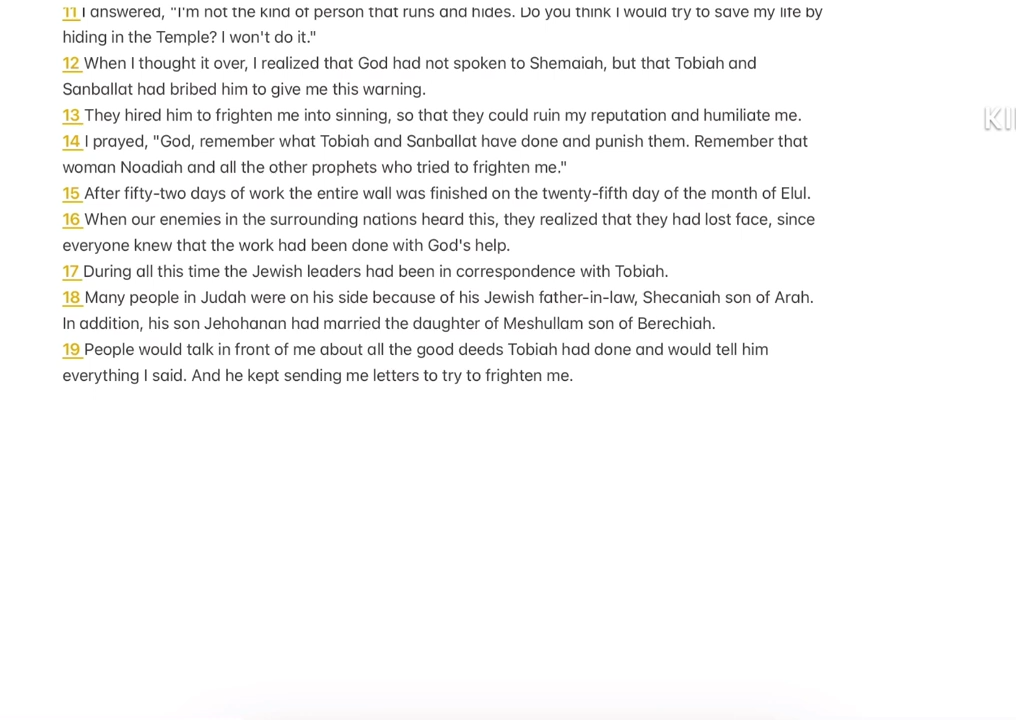 11 I answered, "I'm not the kind of person that runs and hides. Do you think I would try to save my life by
hiding in the Temple? I won't do it."
12 When I thought it over, I realized that God had not spoken to Shemaiah, but that Tobiah and
Sanballat had bribed him to give me this warning.
13 They hired him to frighten me into sinning, so that they could ruin my reputation and humiliate me.
14 I prayed, "God, remember what Tobiah and Sanballat have done and punish them. Remember that
woman Noadiah and all the other prophets who tried to frighten me."
15 After fifty-two days of work the entire wall was finished on the twenty-fifth day of the month of Elul.
16 When our enemies in the surrounding nations heard this, they realized that they had lost face, since
everyone knew that the work had been done with God's help.
17 During all this time the Jewish leaders had been in correspondence with Tobiah.
18 Many people in Judah were on his side because of his Jewish father-in-law, Shecaniah son of Arah.
In addition, his son Jehohanan had married the daughter of Meshullam son of Berechiah.
19 People would talk in front of me about all the good deeds Tobiah had done and would tell him
everything I said. And he kept sending me letters to try to frighten me.